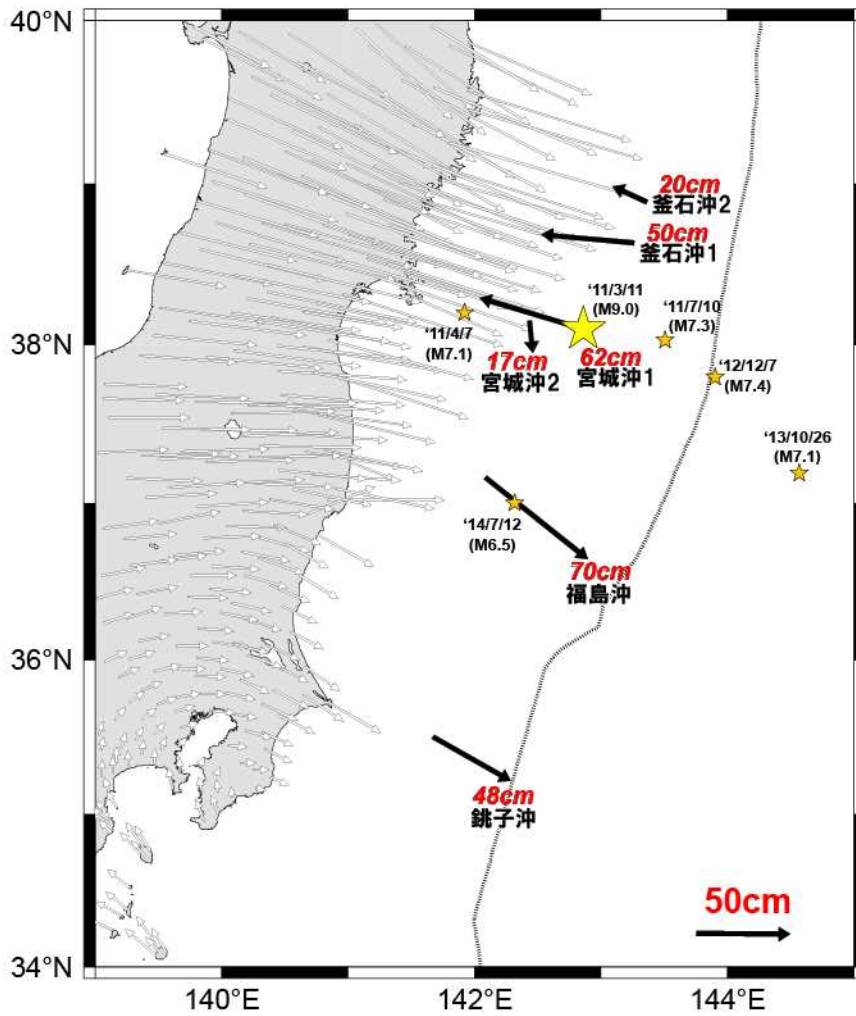 40°N
20cm
釜石沖2
50cm
釜石沖1
‘11/3/11
(M9.0)
‘11/7/10
(M7.3)
38°N
‘11/4/7
(M7.1)
17cm
宮城沖2
62cm
宮城沖1
‘12/12/7
(M7.4)
‘13/10/26
(M7.1)
‘14/7/12
(M6.5)
70cm
福島沖
36°N
48cm
銚子沖
50cm
34°N
140°E
142°E
144°E